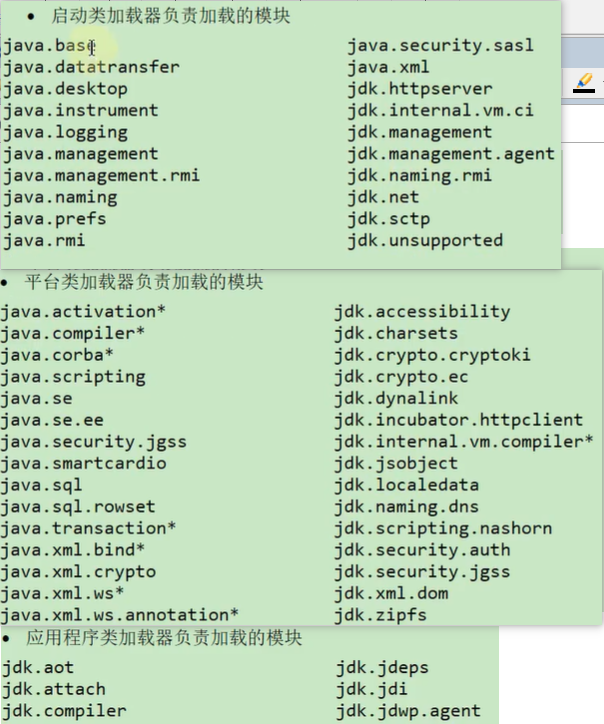 • 启动类加载器负责加载的模块
java.base java.security.sasl
java.datatransfer java.xml
java.desktop jdk.httpserver
java.instrument jdk.internal.vm.ci
java.logging jdk.management
java.management jdk.management.agent
java.management.rmi jdk.naming.rmi
java.naming jdk.net
java.prefs jdk.sctp
java.rmi jdk.unsupported
• 平台类加载器负责加载的模块
java.activation* jdk.accessibility
java.compiler* jdk.charsets
java.corba* jdk.crypto.cryptoki
java.scripting jdk.crypto.ec
java.se jdk.dynalink
java.se.ee jdk.incubator.httpclient
java.security.jgss jdk.internal.vm.compiler*
java.smartcardio jdk.jsobject
java.sql jdk.localedata
java.sql.rowset jdk.naming.dns
java.transaction* jdk.scripting.nashorn
java.xml.bind* jdk.security.auth
java.xml.crypto jdk.security.jgss
java.xml.ws* jdk.xml.dom
java.xml.ws.annotation* jdk.zipfs
• 应用程序类加载器负责加载的模块
jdk.aot jdk.jdeps
jdk.attach jdk.jdi
jdk.compiler jdk.jdwp.agent